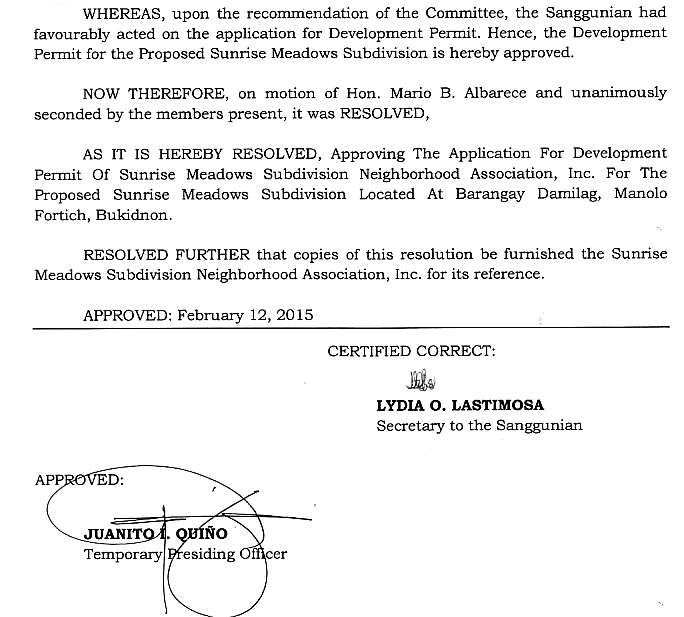 WHEREAS, upon the recommendation of the Committee, the Sanggunian had
favourably acted on the application for Development Permit. Hence, the Development
Permit for the Proposed Sunrise Meadows Subdivision is hereby approved.
NOW THEREFORE, on motion of Hon. Mario B. Albarece and unanimously
seconded by the members present, it was RESOLVED,
AS IT IS HEREBY RESOLVED, Approving The Application For Development
Permit Of Sunrise Meadows Subdivision Neighborhood Association, Inc. For The
Proposed Sunrise Meadows Subdivision Located At Barangay Damilag, Manolo
Fortich, Bukidnon.
RESOLVED FURTHER that copies of this resolution be furnished the Sunrise
Meadows Subdivision Neighborhood Association, Inc. for its reference.
APPROVED: February 12, 2015
CERTIFIED CORRECT:
LYDIA O. LASTIMOSA
Secretary to the Sanggunian
APPROVED:
JUANITO QUIÑO
Temporary Presiding Officer